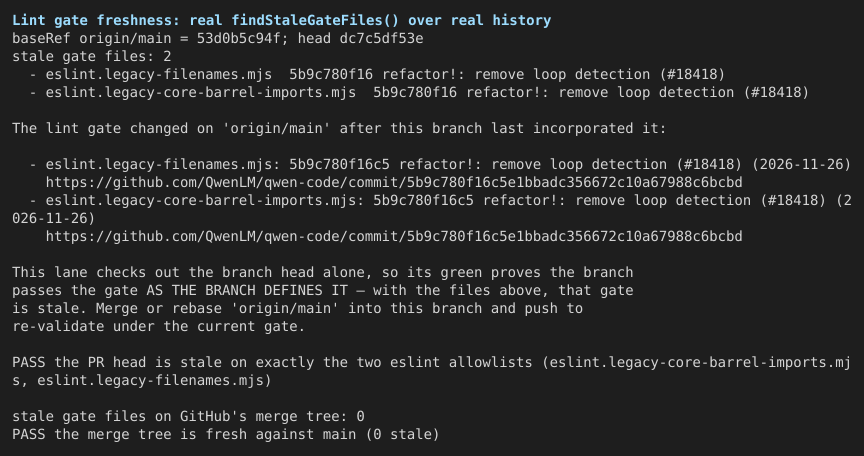 Lint gate freshness: real findStaleGateFiles() over real history
baseRef origin/main = 53d0b5c94f; head dc7c5df53e
stale gate files: 2
  - eslint.legacy-filenames.mjs  5b9c780f16 refactor!: remove loop detection (#18418)
  - eslint.legacy-core-barrel-imports.mjs  5b9c780f16 refactor!: remove loop detection (#18418)

The lint gate changed on 'origin/main' after this branch last incorporated it:

  - eslint.legacy-filenames.mjs: 5b9c780f16c5 refactor!: remove loop detection (#18418) (2026-11-26)
    https://github.com/QwenLM/qwen-code/commit/5b9c780f16c5e1bbadc356672c10a67988c6bcbd
  - eslint.legacy-core-barrel-imports.mjs: 5b9c780f16c5 refactor!: remove loop detection (#18418) (2
026-11-26)
    https://github.com/QwenLM/qwen-code/commit/5b9c780f16c5e1bbadc356672c10a67988c6bcbd

This lane checks out the branch head alone, so its green proves the branch
passes the gate AS THE BRANCH DEFINES IT — with the files above, that gate
is stale. Merge or rebase 'origin/main' into this branch and push to
re-validate under the current gate.

PASS the PR head is stale on exactly the two eslint allowlists (eslint.legacy-core-barrel-imports.mj
s, eslint.legacy-filenames.mjs)

stale gate files on GitHub's merge tree: 0
PASS the merge tree is fresh against main (0 stale)